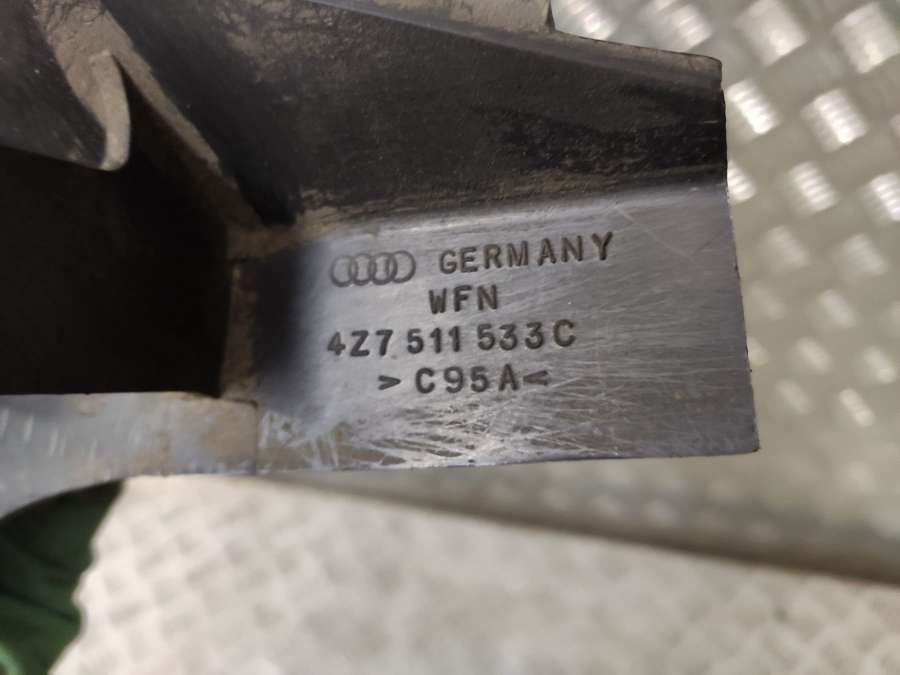 GERMANY
WFN
4Z7 511 533 C
> C95A <